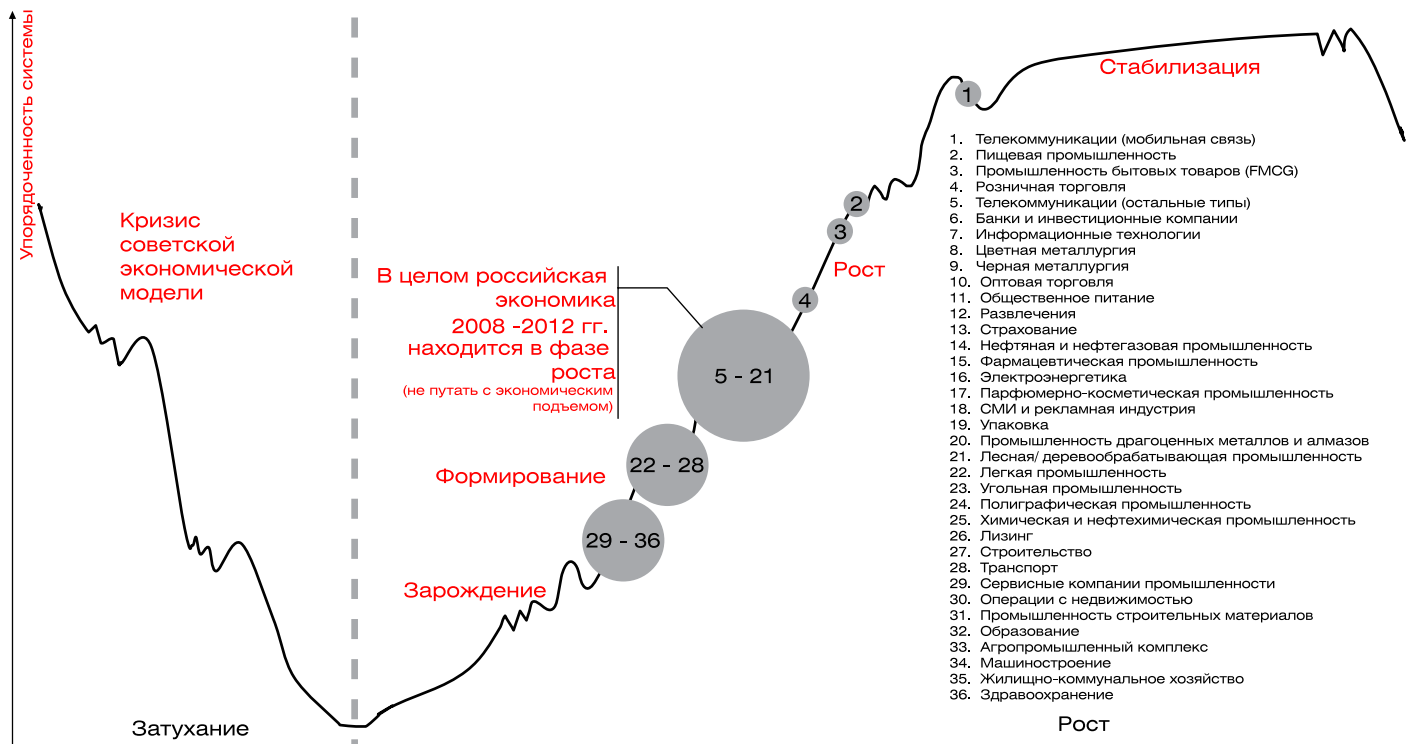 Упорядоченность системы
Кризис
советской
экономической
модели
В целом российская
экономика
2008 -2012 гг.
находится в фазе
роста
(не путать с экономическим
подъемом)
Зарождение
Формирование
Рост
Стабилизация
29 - 36
22 - 28
5 - 21
4
3
2
1
1. Телекоммуникации (мобильная связь)
2. Пищевая промышленность
3. Промышленность бытовых товаров (FMCG)
4. Розничная торговля
5. Телекоммуникации (остальные типы)
6. Банки и инвестиционные компании
7. Информационные технологии
8. Цветная металлургия
9. Черная металлургия
10. Оптовая торговля
11. Общественное питание
12. Развлечения
13. Страхование
14. Нефтяная и нефтегазовая промышленность
15. Фармацевтическая промышленность
16. Электроэнергетика
17. Парфюмерно-косметическая промышленность
18. СМИ и рекламная индустрия
19. Упаковка
20. Промышленность драгоценных металлов и алмазов
21. Лесная/ деревообрабатывающая промышленность
22. Легкая промышленность
23. Угольная промышленность
24. Полиграфическая промышленность
25. Химическая и нефтехимическая промышленность
26. Лизинг
27. Строительство
28. Транспорт
29. Сервисные компании промышленности
30. Операции с недвижимостью
31. Промышленность строительных материалов
32. Образование
33. Агропромышленный комплекс
34. Машиностроение
35. Жилищно-коммунальное хозяйство
36. Здравоохранение
Затухание
Рост